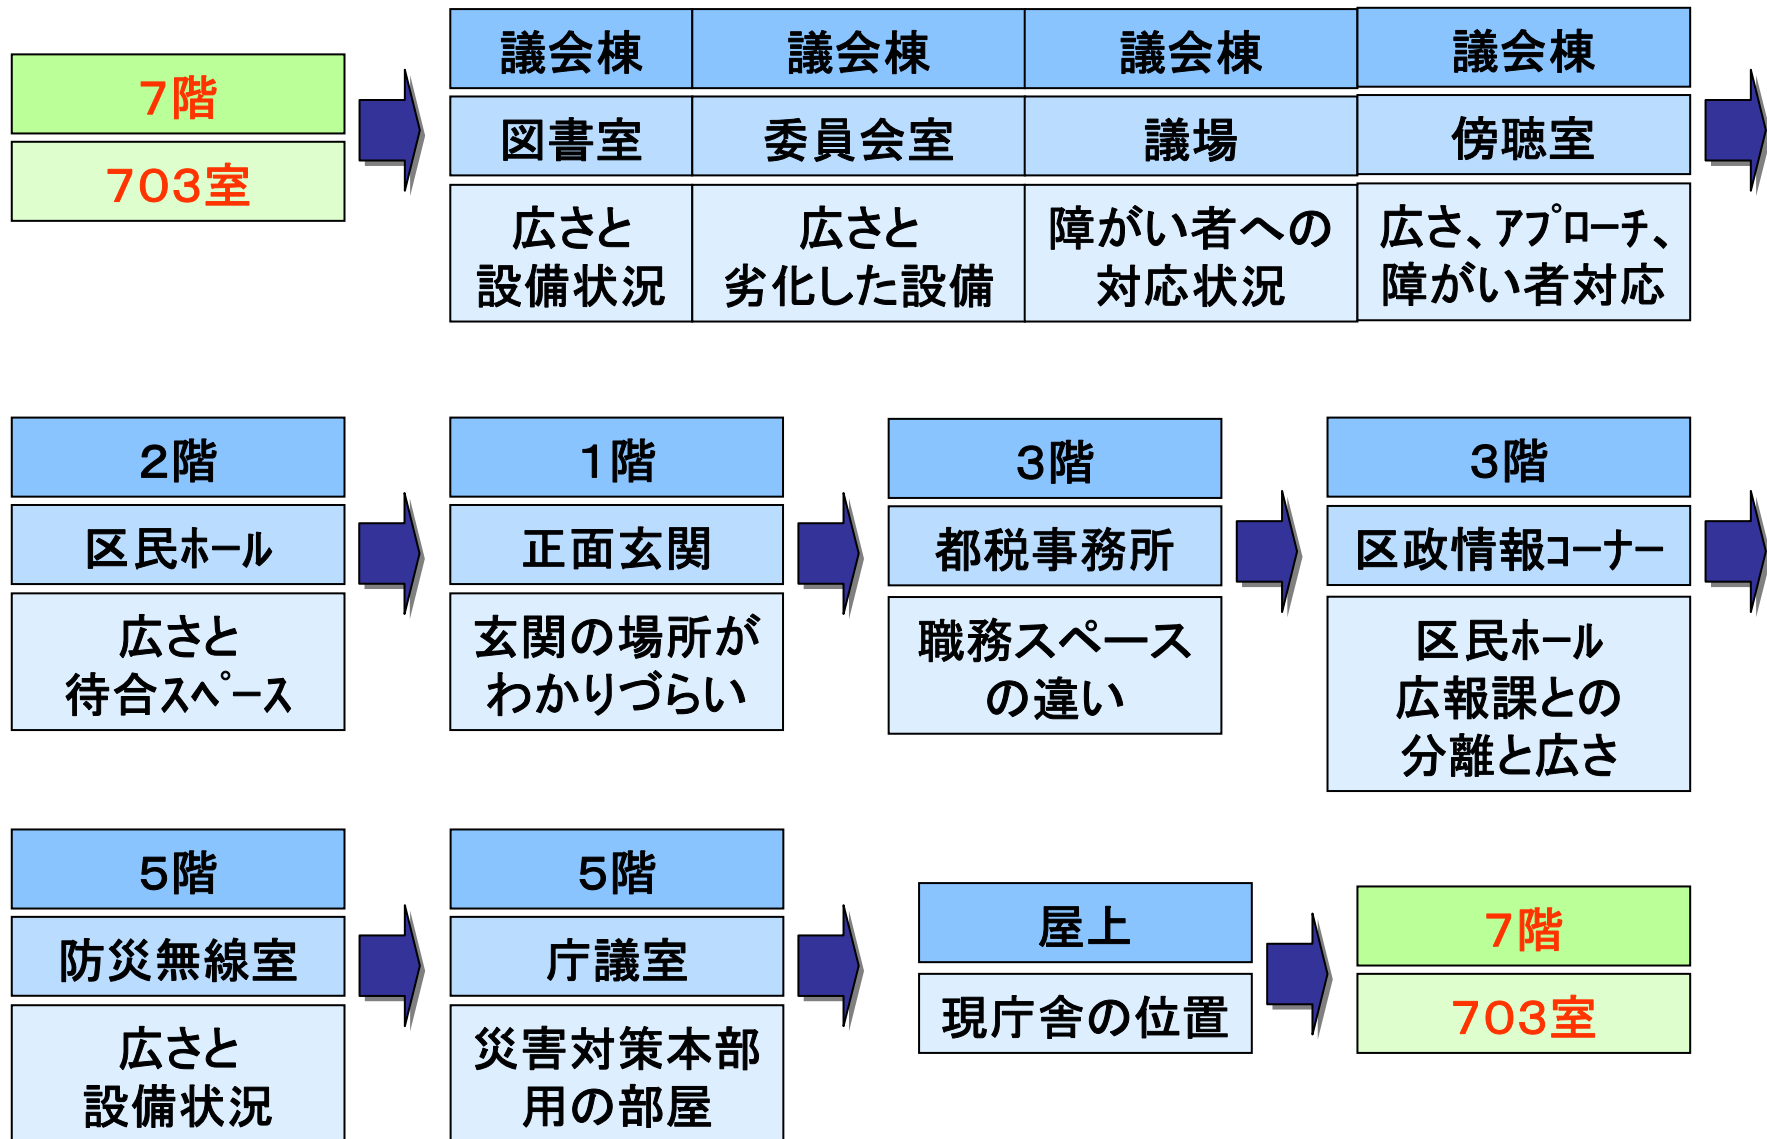 ７階
７０３室
議会棟
図書室
広さと
設備状況
議会棟
委員会室
広さと
劣化した設備
議会棟
議場
障がい者への
対応状況
議会棟
傍聴室
広さ、ｱﾌﾟﾛｰﾁ、
障がい者対応
２階
区民ﾎｰﾙ
広さと
待合ｽﾍﾟｰｽ
１階
正面玄関
玄関の場所が
わかりづらい
３階
都税事務所
職務スペース
の違い
３階
区政情報ｺｰﾅｰ
区民ﾎｰﾙ
広報課との
分離と広さ
５階
防災無線室
広さと
設備状況
５階
庁議室
災害対策本部
用の部屋
屋上
現庁舎の位置
７階
７０３室